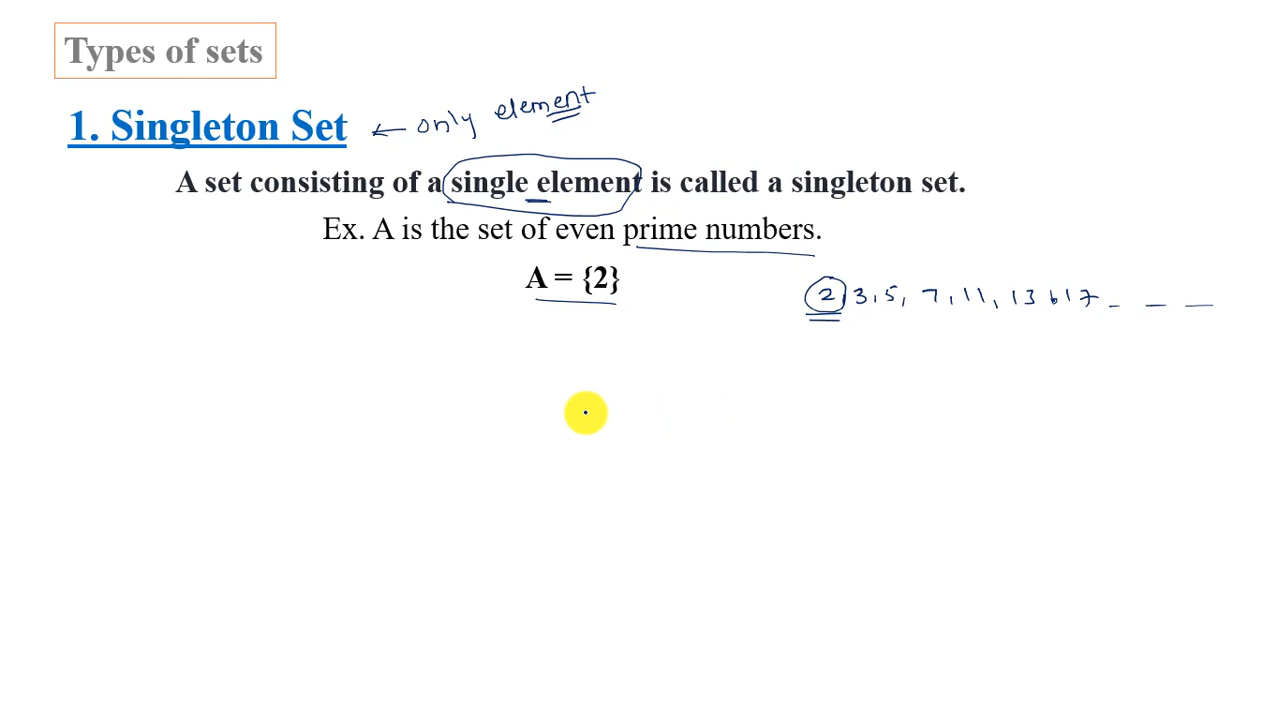 Types of sets
1. Singleton Set ← only element
A set consisting of a single element is called a singleton set.
Ex. A is the set of even prime numbers.
A = {2}
2, 3, 5, 7, 11, 13, 17 _ _ _